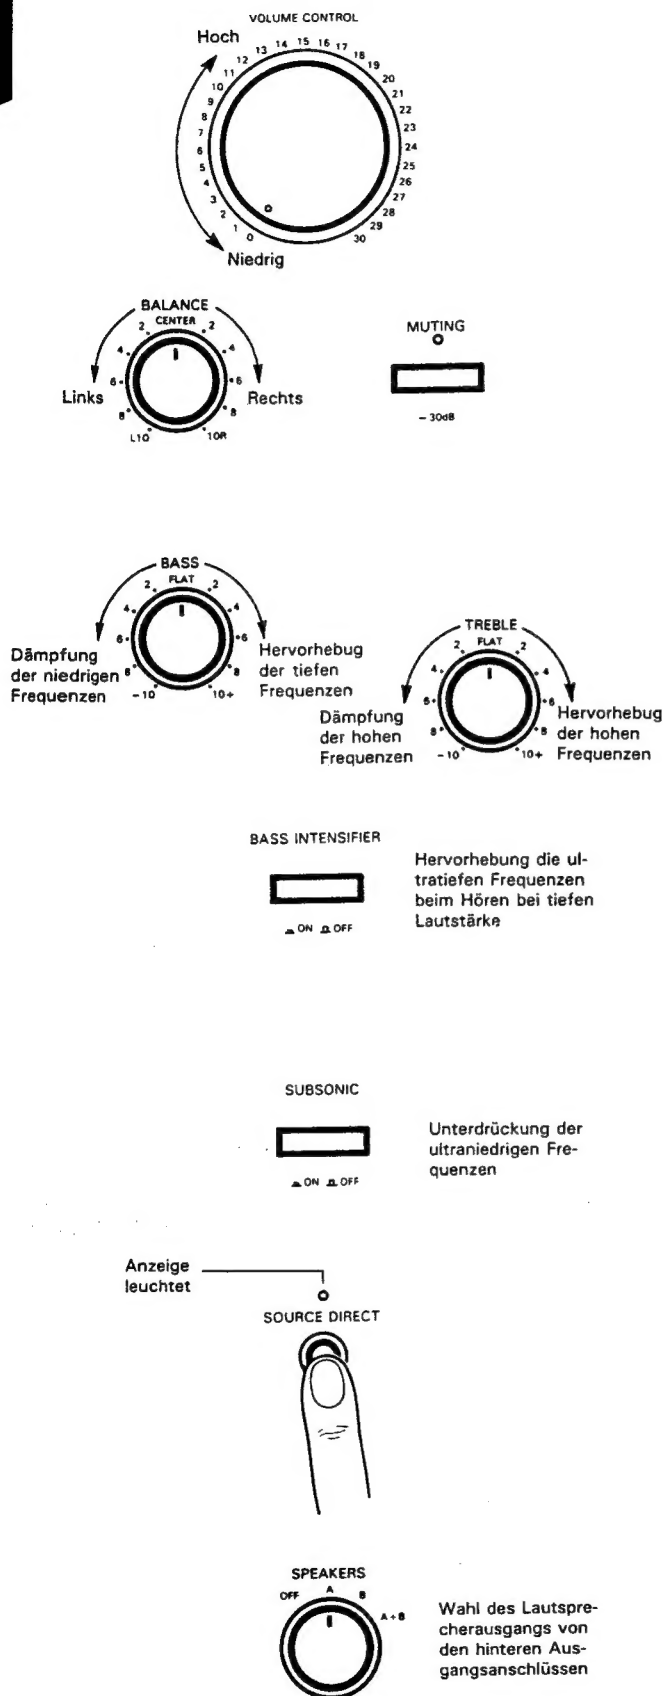 VOLUME CONTROL
Hoch
0 1 2 3 4 5 6 7 8 9 10 11 12 13 14 15 16 17 18 19 20 21 22 23 24 25 26 27 28 29 30
Niedrig
BALANCE
CENTER
2 2
4 4
6 6
Links
Rechts
8 8
L10 10R
MUTING
– 30dB
BASS
FLAT
2 2
4 4
6 6
8 8
–10 10+
Dämpfung
der niedrigen
Frequenzen
Hervorhebug
der tiefen
Frequenzen
TREBLE
FLAT
2 2
4 4
6 6
8 8
–10 10+
Dämpfung
der hohen
Frequenzen
Hervorhebug
der hohen
Frequenzen
BASS INTENSIFIER
ON OFF
Hervorhebung die ul-
tratiefen Frequenzen
beim Hören bei tiefen
Lautstärke
SUBSONIC
ON OFF
Unterdrückung der
ultraniedrigen Fre-
quenzen
Anzeige
leuchtet
SOURCE DIRECT
SPEAKERS
OFF A B A+B
Wahl des Lautspre-
cherausgangs von
den hinteren Aus-
gangsanschlüssen